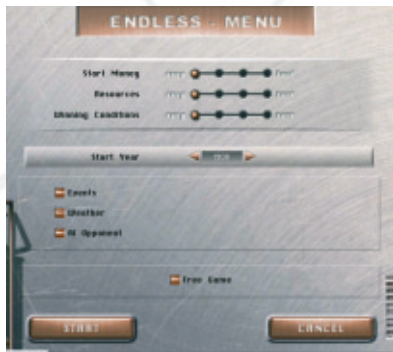 ENDLESS - MENU
Start Money
Resources
Winning Conditions
Start Year
Events
Weather
AI Opponent
Free Game
START
CANCEL